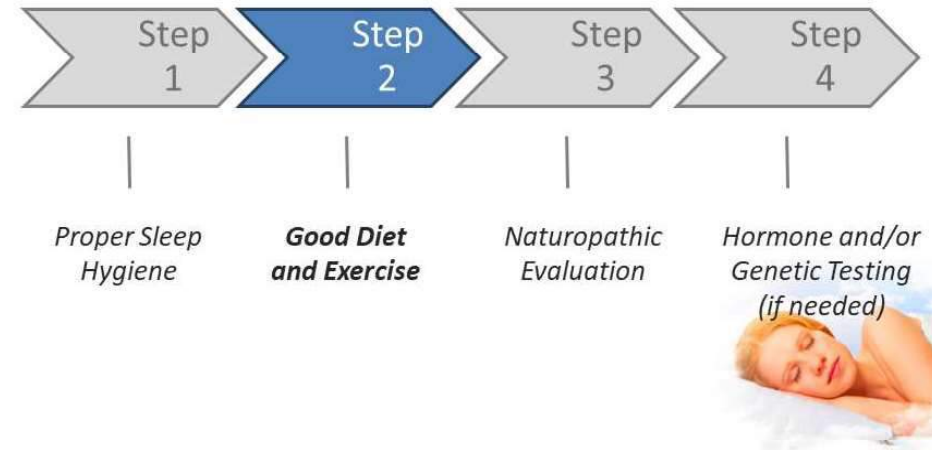 Step
1
Step
2
Step
3
Step
4
Proper Sleep
Hygiene
Good Diet
and Exercise
Naturopathic
Evaluation
Hormone and/or
Genetic Testing
(if needed)